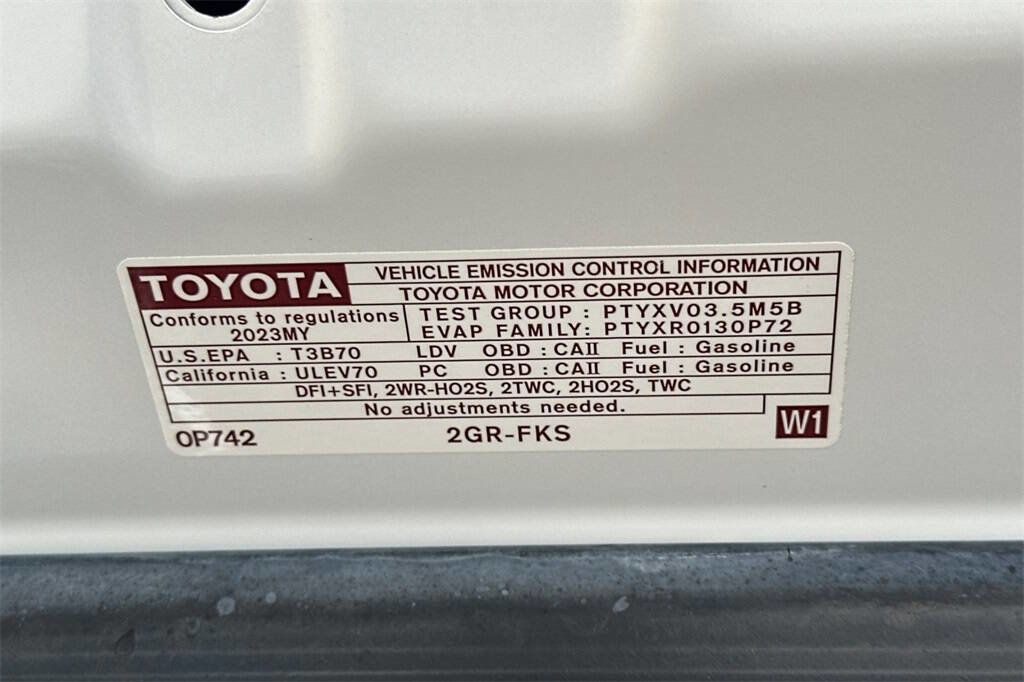 TOYOTA
VEHICLE EMISSION CONTROL INFORMATION
TOYOTA MOTOR CORPORATION
Conforms to regulations
2023MY
TEST GROUP : PTYXV03.5M5B
EVAP FAMILY: PTYXR0130P72
U.S.EPA : T3B70 LDV OBD : CAII Fuel : Gasoline
California : ULEV70 PC OBD : CAII Fuel : Gasoline
DFI+SFI, 2WR-HO2S, 2TWC, 2HO2S, TWC
No adjustments needed.
0P742 2GR-FKS W1